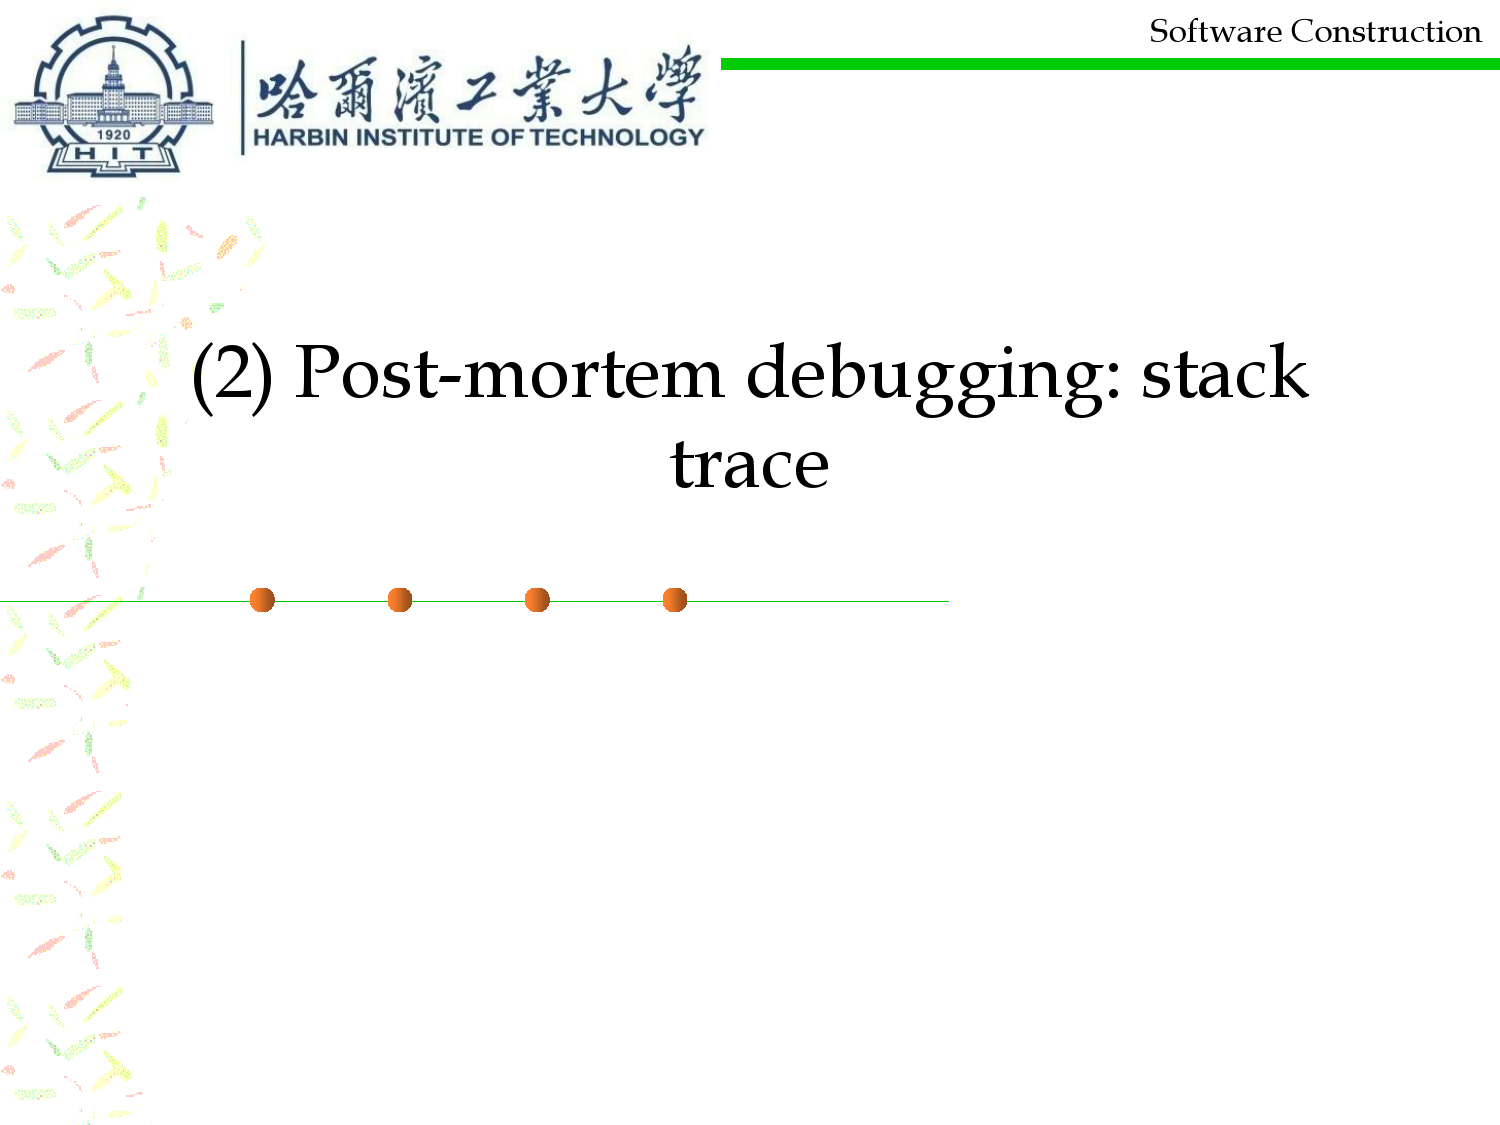 Software Construction
哈爾濱工業大學
HARBIN INSTITUTE OF TECHNOLOGY
1920
HIT
(2) Post-mortem debugging: stack
trace